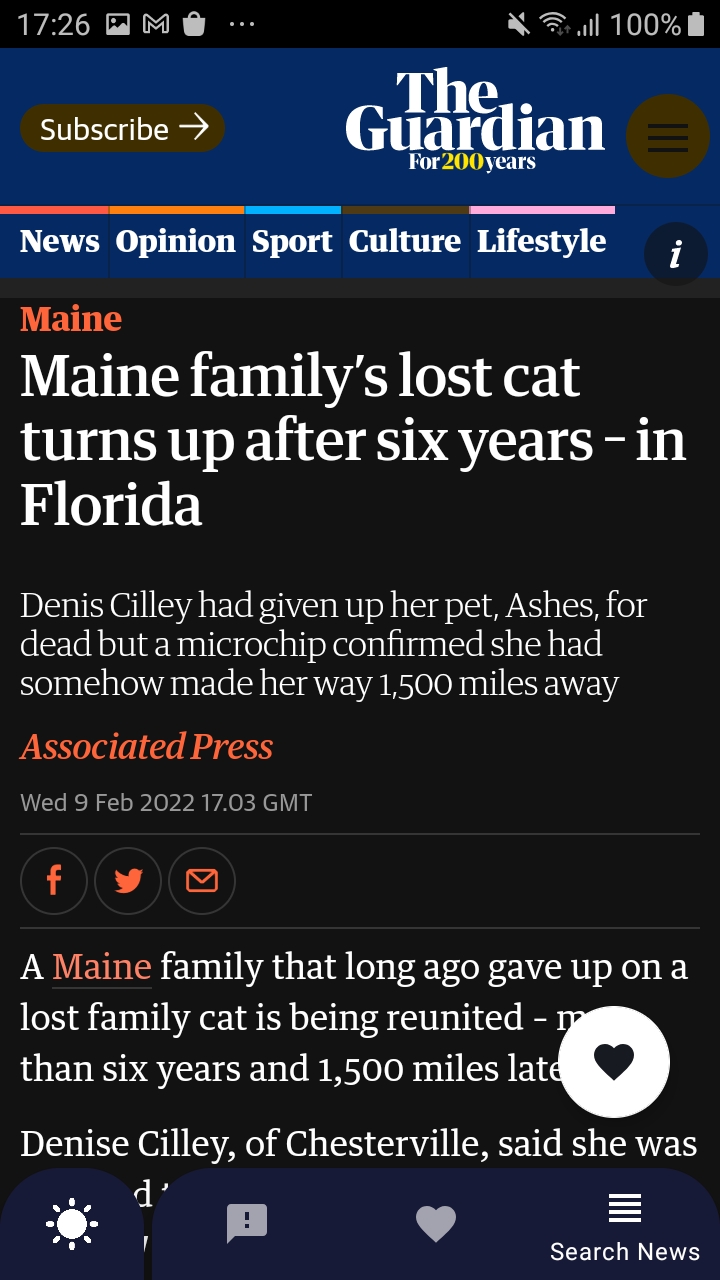 17:26 100%
Subscribe
The
Guardian
For 200 years
News Opinion Sport Culture Lifestyle
i
Maine
Maine family’s lost cat
turns up after six years – in
Florida
Denis Cilley had given up her pet, Ashes, for
dead but a microchip confirmed she had
somehow made her way 1,500 miles away
Associated Press
Wed 9 Feb 2022 17.03 GMT
A Maine family that long ago gave up on a
lost family cat is being reunited –
than six years and 1,500 miles
Denise Cilley, of Chesterville, said she was
Search News